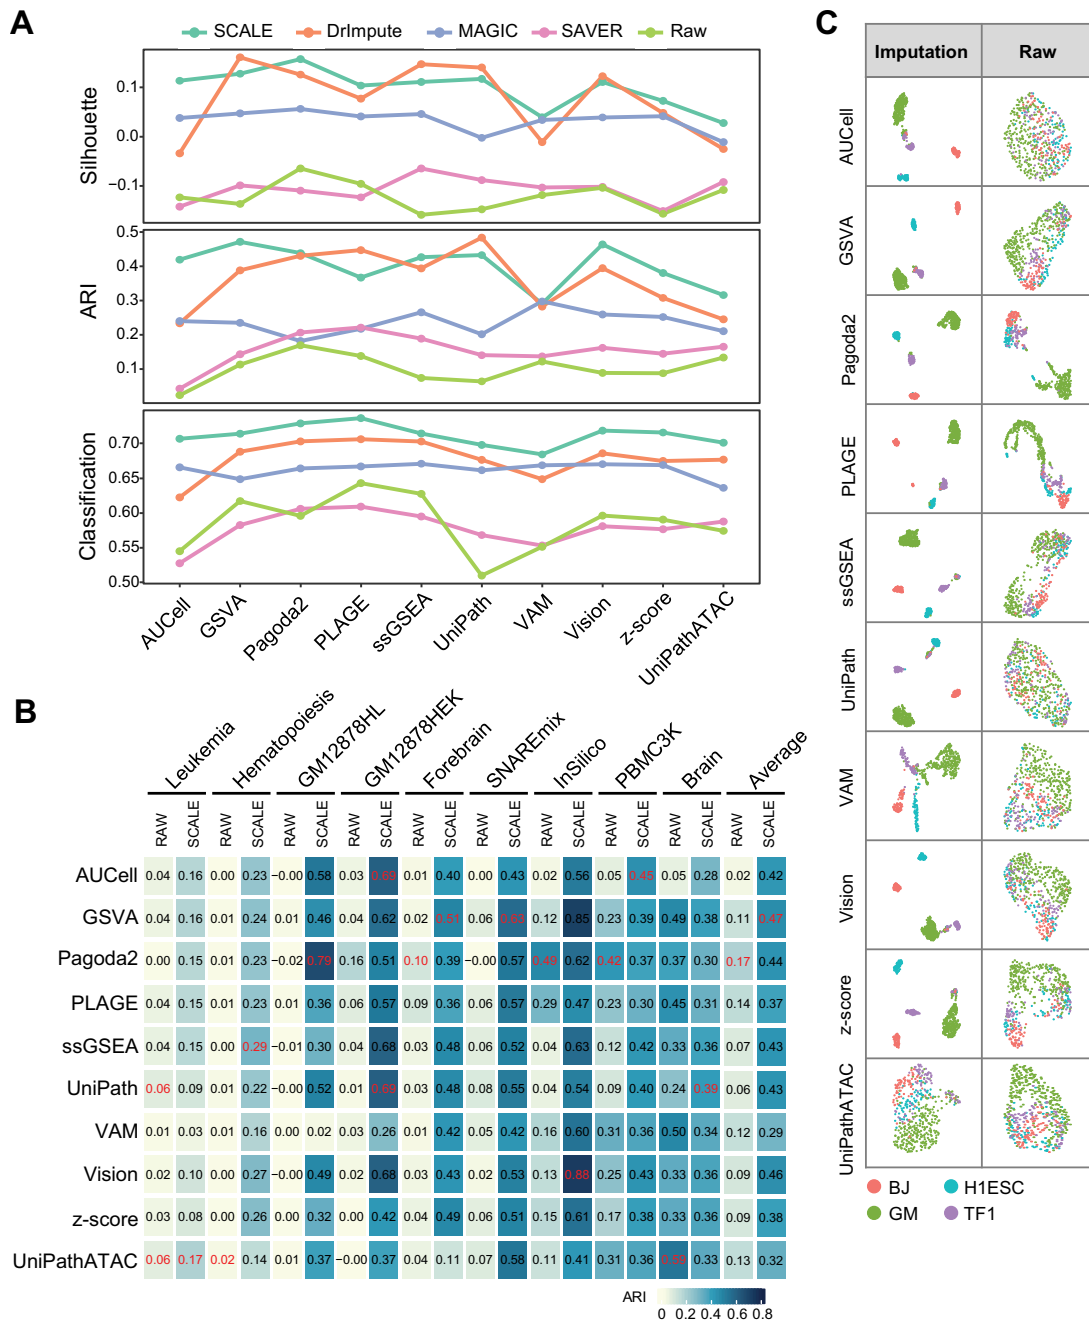 A
SCALE DrImpute MAGIC SAVER Raw
Silhouette
0.1
0.0
−0.1
ARI
0.5
0.4
0.3
0.2
0.1
Classification
0.70
0.65
0.60
0.55
0.50
AUCell GSVA Pagoda2 PLAGE ssGSEA UniPath VAM Vision z-score UniPathATAC
B
Leukemia Hematopoiesis GM12878HL GM12878HEK Forebrain SNAREmix InSilico PBMC3K Brain Average
RAW SCALE RAW SCALE RAW SCALE RAW SCALE RAW SCALE RAW SCALE RAW SCALE RAW SCALE RAW SCALE RAW SCALE
AUCell 0.04 0.16 0.00 0.23 −0.00 0.58 0.03 0.69 0.01 0.40 0.00 0.43 0.02 0.56 0.05 0.45 0.05 0.28 0.02 0.42
GSVA 0.04 0.16 0.01 0.24 0.01 0.46 0.04 0.62 0.02 0.51 0.06 0.63 0.12 0.85 0.23 0.39 0.49 0.38 0.11 0.47
Pagoda2 0.00 0.15 0.01 0.23 −0.02 0.79 0.16 0.51 0.10 0.39 −0.00 0.57 0.49 0.62 0.42 0.37 0.37 0.30 0.17 0.44
PLAGE 0.04 0.15 0.01 0.23 0.01 0.36 0.06 0.57 0.09 0.36 0.06 0.57 0.29 0.47 0.23 0.30 0.45 0.31 0.14 0.37
ssGSEA 0.04 0.15 0.00 0.29 −0.01 0.30 0.04 0.68 0.03 0.48 0.06 0.52 0.04 0.63 0.12 0.42 0.33 0.36 0.07 0.43
UniPath 0.06 0.09 0.01 0.22 −0.00 0.52 0.01 0.03 0.48 0.08 0.55 0.04 0.54 0.09 0.40 0.24 0.39 0.06 0.43
VAM 0.01 0.03 0.01 0.16 0.00 0.02 0.03 0.26 0.01 0.42 0.05 0.42 0.16 0.60 0.31 0.36 0.50 0.34 0.12 0.29
Vision 0.02 0.10 0.00 0.27 −0.00 0.49 0.02 0.68 0.03 0.43 0.02 0.53 0.13 0.88 0.25 0.43 0.33 0.36 0.09 0.46
z-score 0.03 0.08 0.00 0.26 0.00 0.32 0.00 0.42 0.04 0.49 0.06 0.51 0.15 0.61 0.17 0.38 0.33 0.36 0.09 0.38
UniPathATAC 0.06 0.17 0.02 0.14 0.01 0.37 −0.00 0.37 0.04 0.11 0.07 0.58 0.11 0.41 0.31 0.36 0.33 0.13 0.32
ARI
0 0.2 0.4 0.6 0.8
C
Imputation Raw
AUCell
GSVA
Pagoda2
PLAGE
ssGSEA
UniPath
VAM
Vision
z-score
UniPathATAC
BJ H1ESC
GM TF1